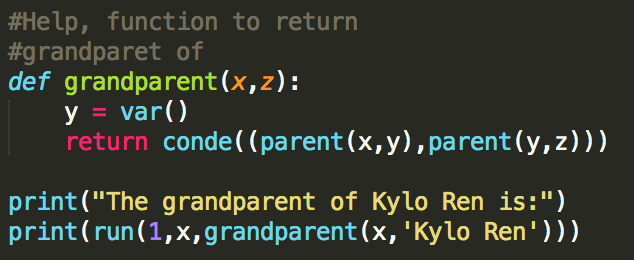 #Help, function to return
#grandparet of
def grandparent(x,z):
    y = var()
    return conde((parent(x,y),parent(y,z)))
print("The grandparent of Kylo Ren is:")
print(run(1,x,grandparent(x,'Kylo Ren')))